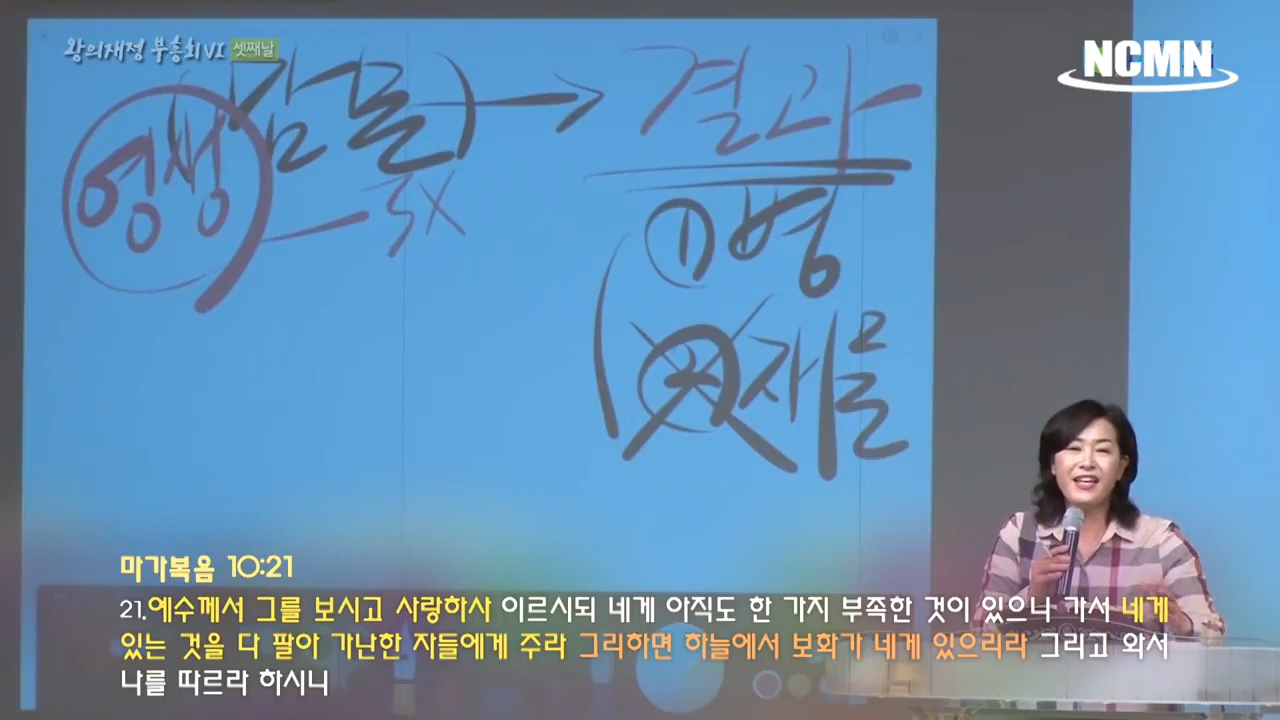 왕의재정 부흥회 VI 셋째날
NCMN
영생
결과
3X
① 병
재물
마가복음 10:21
21.예수께서 그를 보시고 사랑하사 이르시되 네게 아직도 한 가지 부족한 것이 있으니 가서 네게
있는 것을 다 팔아 가난한 자들에게 주라 그리하면 하늘에서 보화가 네게 있으리라 그리고 와서
나를 따르라 하시니